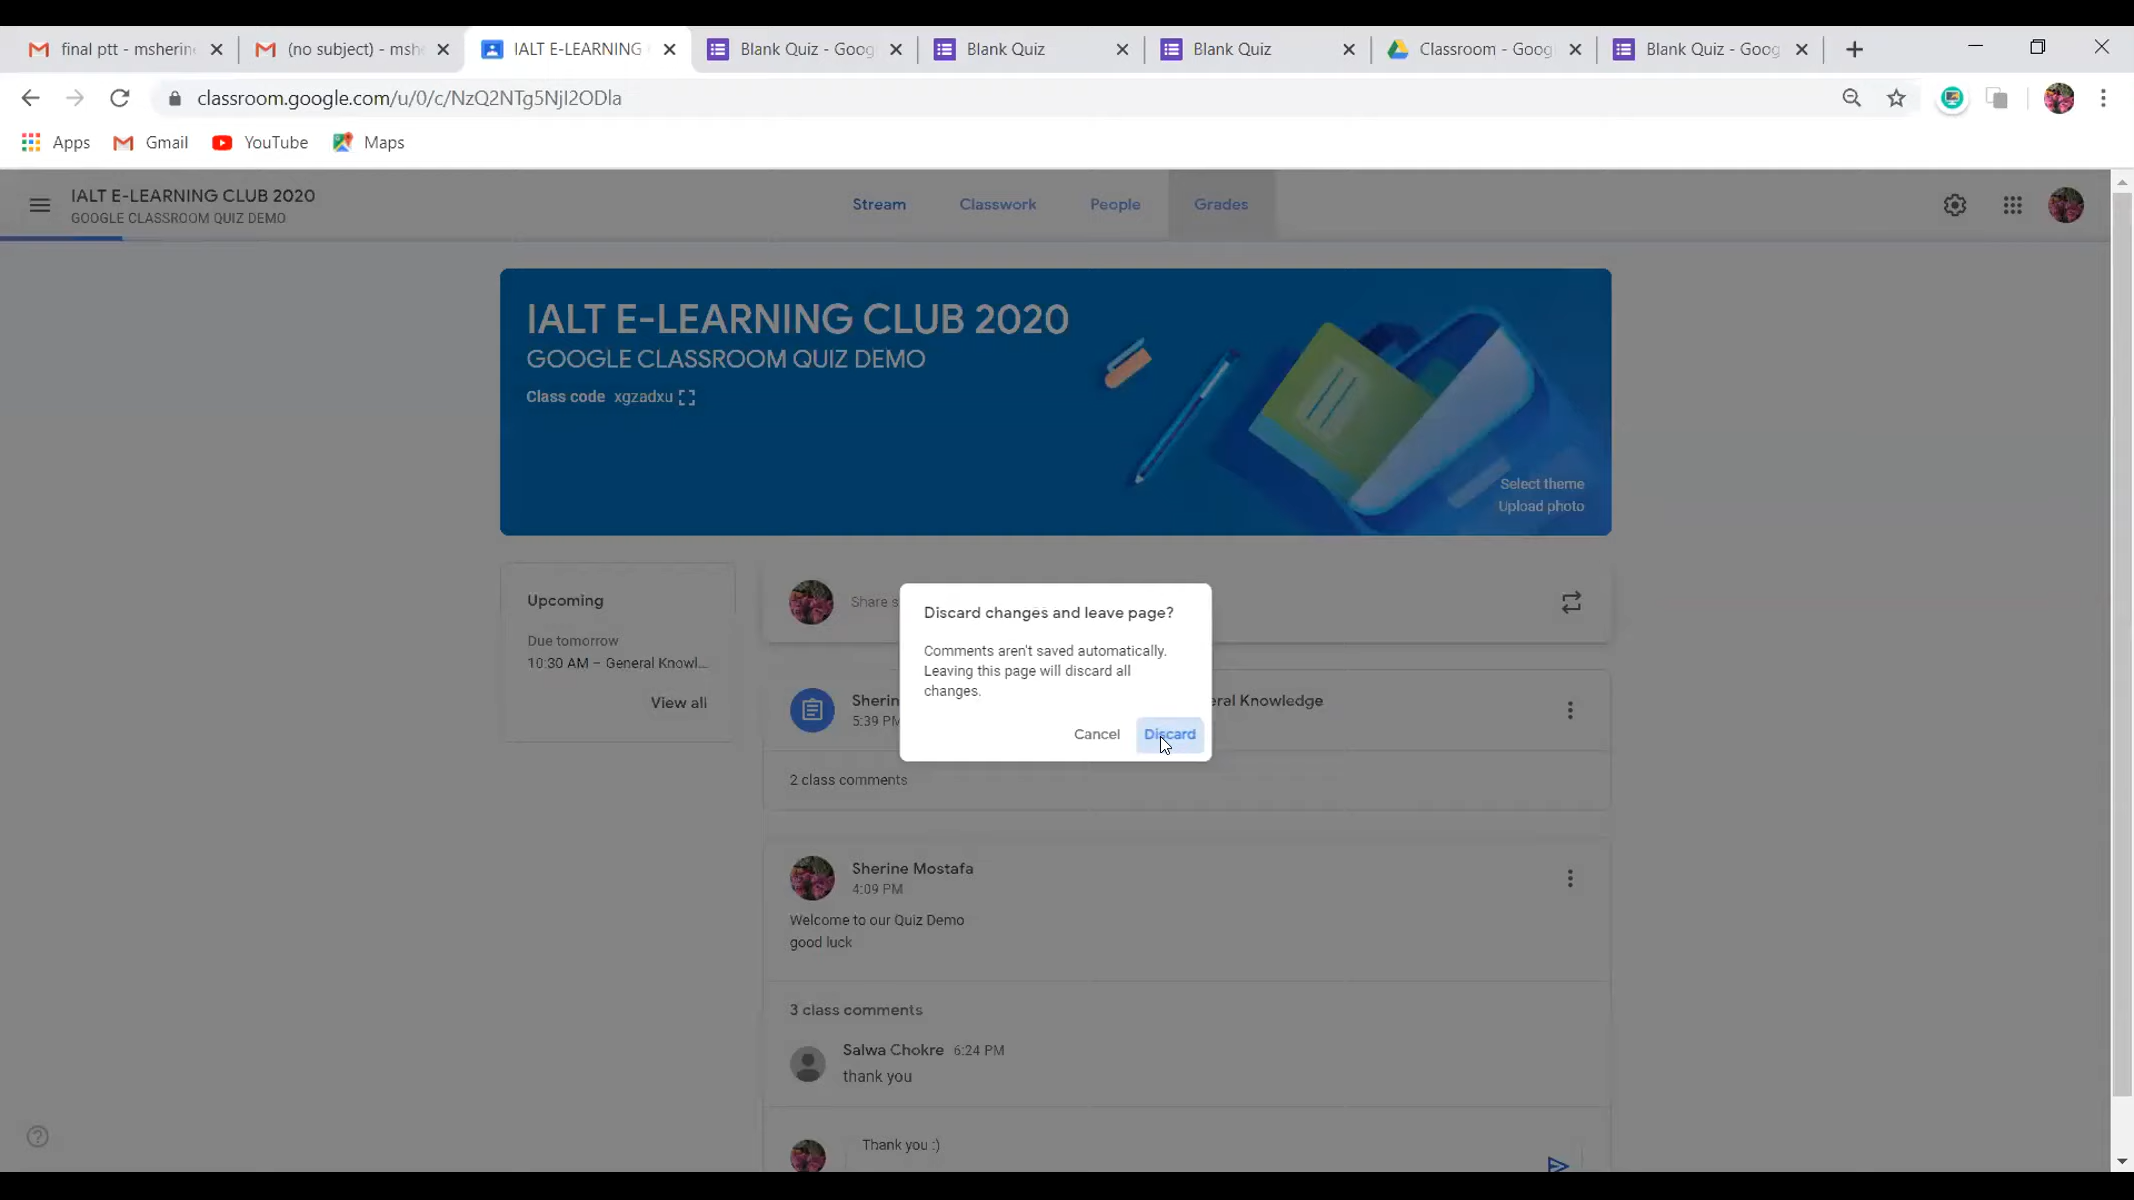 final ptt - msherin
(no subject) - msh
IALT E-LEARNING
Blank Quiz - Goog
Blank Quiz
Blank Quiz
Classroom - Goog
Blank Quiz - Goog
classroom.google.com/u/0/c/NzQ2NTg5NjI2ODla
Apps
Gmail
YouTube
Maps
IALT E-LEARNING CLUB 2020
GOOGLE CLASSROOM QUIZ DEMO
Stream
Classwork
People
Grades
IALT E-LEARNING CLUB 2020
GOOGLE CLASSROOM QUIZ DEMO
Class code xgzadxu
Select theme
Upload photo
Upcoming
Due tomorrow
10:30 AM – General Knowl...
View all
Share s
Discard changes and leave page?
Comments aren't saved automatically.
Leaving this page will discard all
changes.
Cancel
Discard
Sherin
eral Knowledge
5:39 PM
2 class comments
Sherine Mostafa
4:09 PM
Welcome to our Quiz Demo
good luck
3 class comments
Salwa Chokre 6:24 PM
thank you
Thank you :)